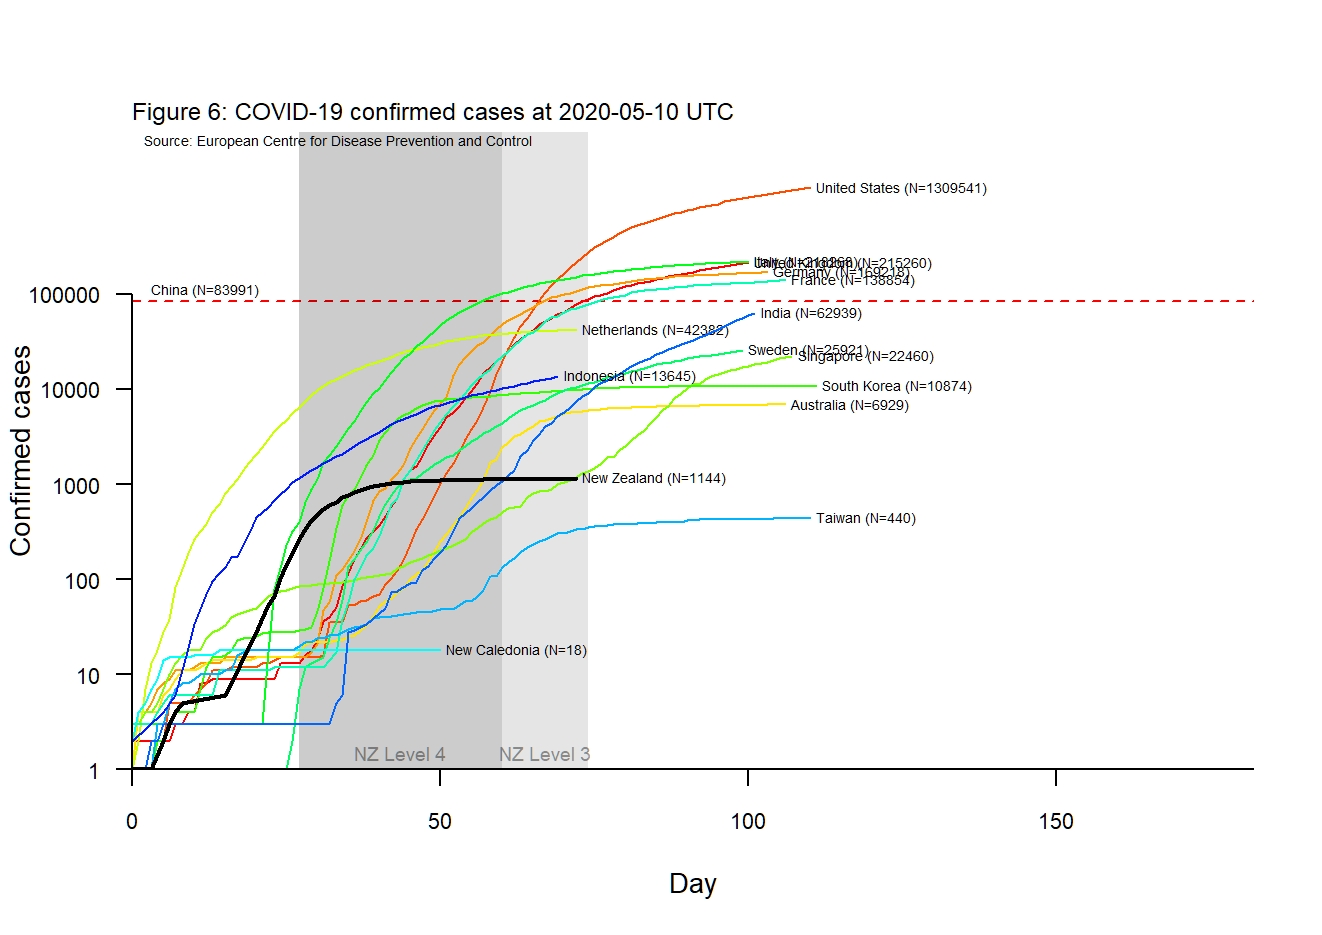 Figure 6: COVID-19 confirmed cases at 2020-05-10 UTC
Source: European Centre for Disease Prevention and Control
United States (N=1309541)
United Kingdom (N=215260)
Germany (N=169218)
France (N=138854)
China (N=83991)
India (N=62939)
Netherlands (N=42382)
Sweden (N=25921)
Singapore (N=22460)
Indonesia (N=13645)
South Korea (N=10874)
Australia (N=6929)
New Zealand (N=1144)
Taiwan (N=440)
New Caledonia (N=18)
NZ Level 4
NZ Level 3
Confirmed cases
100000
10000
1000
100
10
1
0
50
100
150
Day